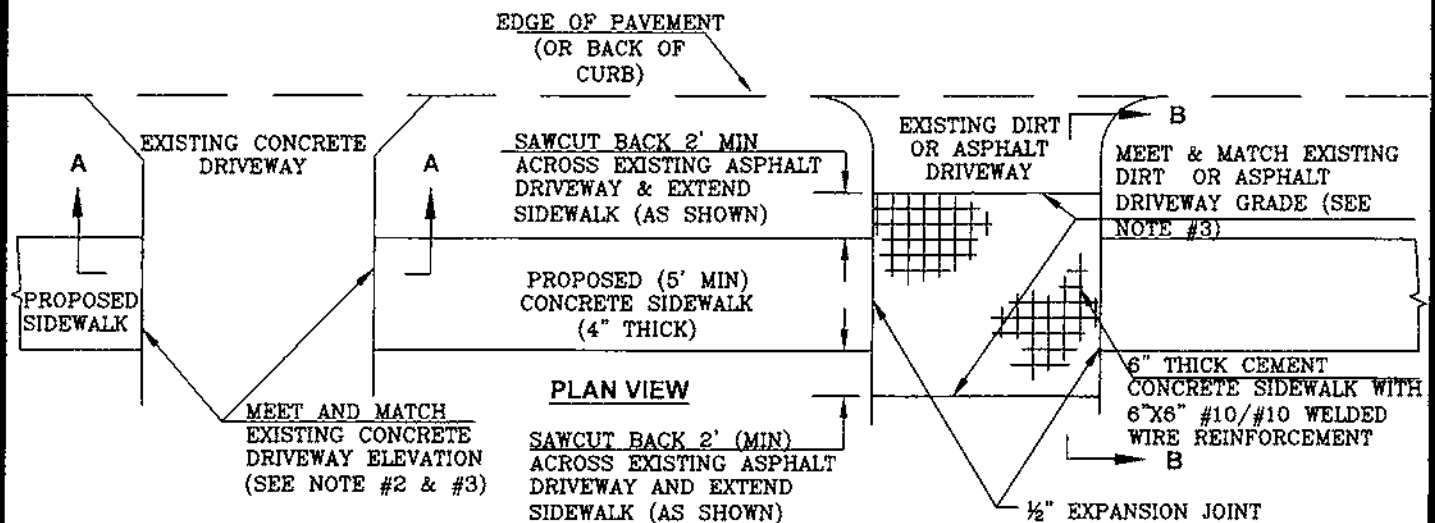 EDGE OF PAVEMENT
(OR BACK OF
CURB)
EXISTING CONCRETE
DRIVEWAY
A
A
SAWCUT BACK 2' MIN
ACROSS EXISTING ASPHALT
DRIVEWAY & EXTEND
SIDEWALK (AS SHOWN)
EXISTING DIRT
OR ASPHALT
DRIVEWAY
B
MEET & MATCH EXISTING
DIRT OR ASPHALT
DRIVEWAY GRADE (SEE
NOTE #3)
PROPOSED
SIDEWALK
PROPOSED (5' MIN)
CONCRETE SIDEWALK
(4" THICK)
PLAN VIEW
MEET AND MATCH
EXISTING CONCRETE
DRIVEWAY ELEVATION
(SEE NOTE #2 & #3)
SAWCUT BACK 2' (MIN)
ACROSS EXISTING ASPHALT
DRIVEWAY AND EXTEND
SIDEWALK (AS SHOWN)
6" THICK CEMENT
CONCRETE SIDEWALK WITH
6"X6" #10/#10 WELDED
WIRE REINFORCEMENT
B
½" EXPANSION JOINT